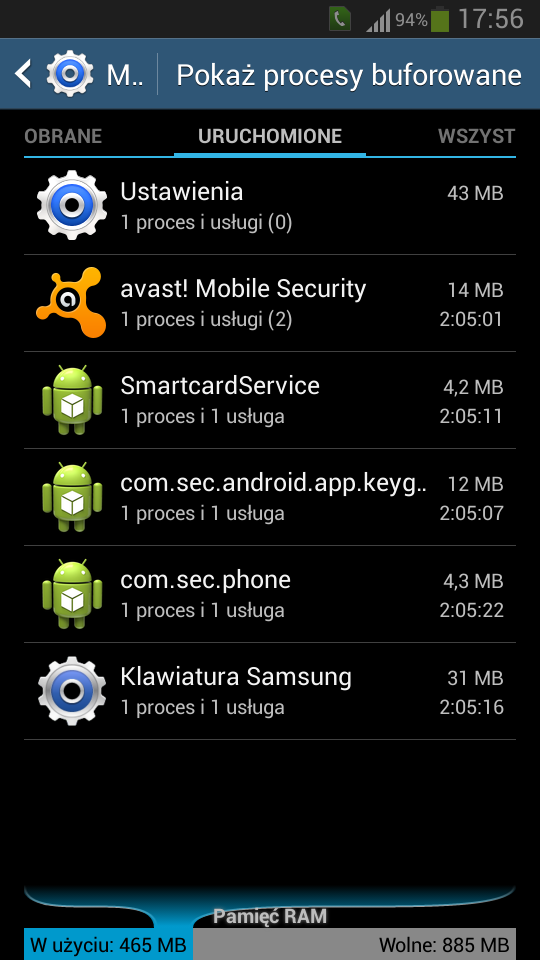 94% 17:56
M.. Pokaż procesy buforowane
OBRANE URUCHOMIONE WSZYST
Ustawienia 43 MB
1 proces i usługi (0)
avast! Mobile Security 14 MB
1 proces i usługi (2) 2:05:01
SmartcardService 4,2 MB
1 proces i 1 usługa 2:05:11
com.sec.android.app.keyg.. 12 MB
1 proces i 1 usługa 2:05:07
com.sec.phone 4,3 MB
1 proces i 1 usługa 2:05:22
Klawiatura Samsung 31 MB
1 proces i 1 usługa 2:05:16
Pamięć RAM
W użyciu: 465 MB Wolne: 885 MB